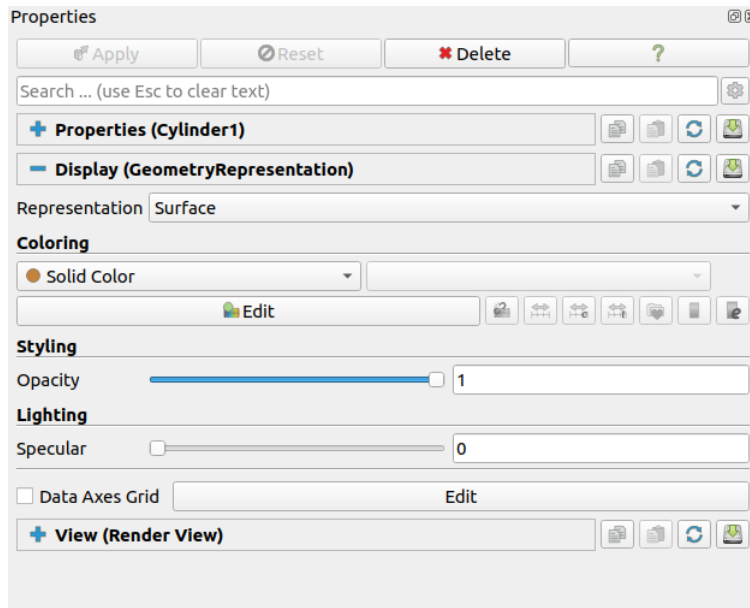 Properties
Apply Reset Delete ?
Search ... (use Esc to clear text)
Properties (Cylinder1)
Display (GeometryRepresentation)
Representation Surface
Coloring
Solid Color
Edit
Styling
Opacity 1
Lighting
Specular 0
Data Axes Grid Edit
View (Render View)